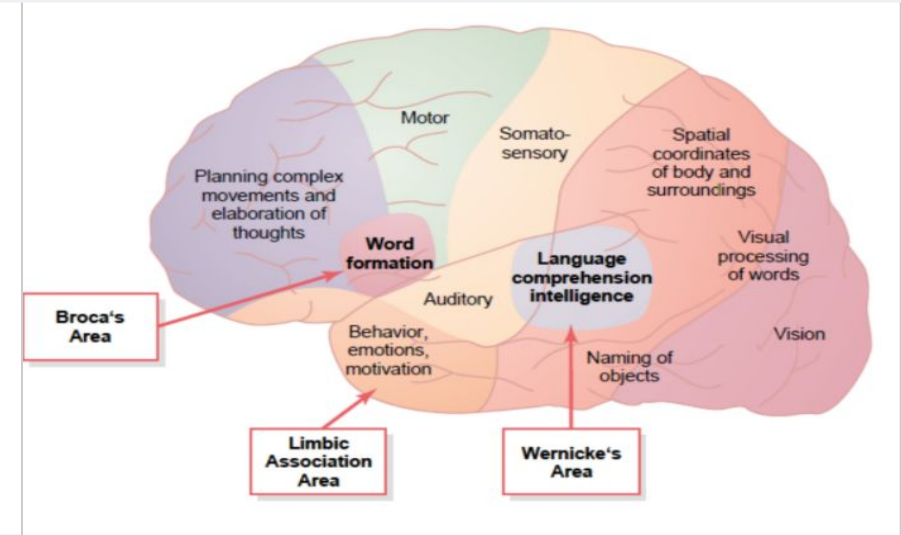 Motor
Somato-
sensory
Spatial
coordinates
of body and
surroundings
Planning complex
movements and
elaboration of
thoughts
Word
formation
Language
comprehension
intelligence
Visual
processing
of words
Auditory
Broca‘s
Area
Behavior,
emotions,
motivation
Vision
Naming of
objects
Limbic
Association
Area
Wernicke‘s
Area